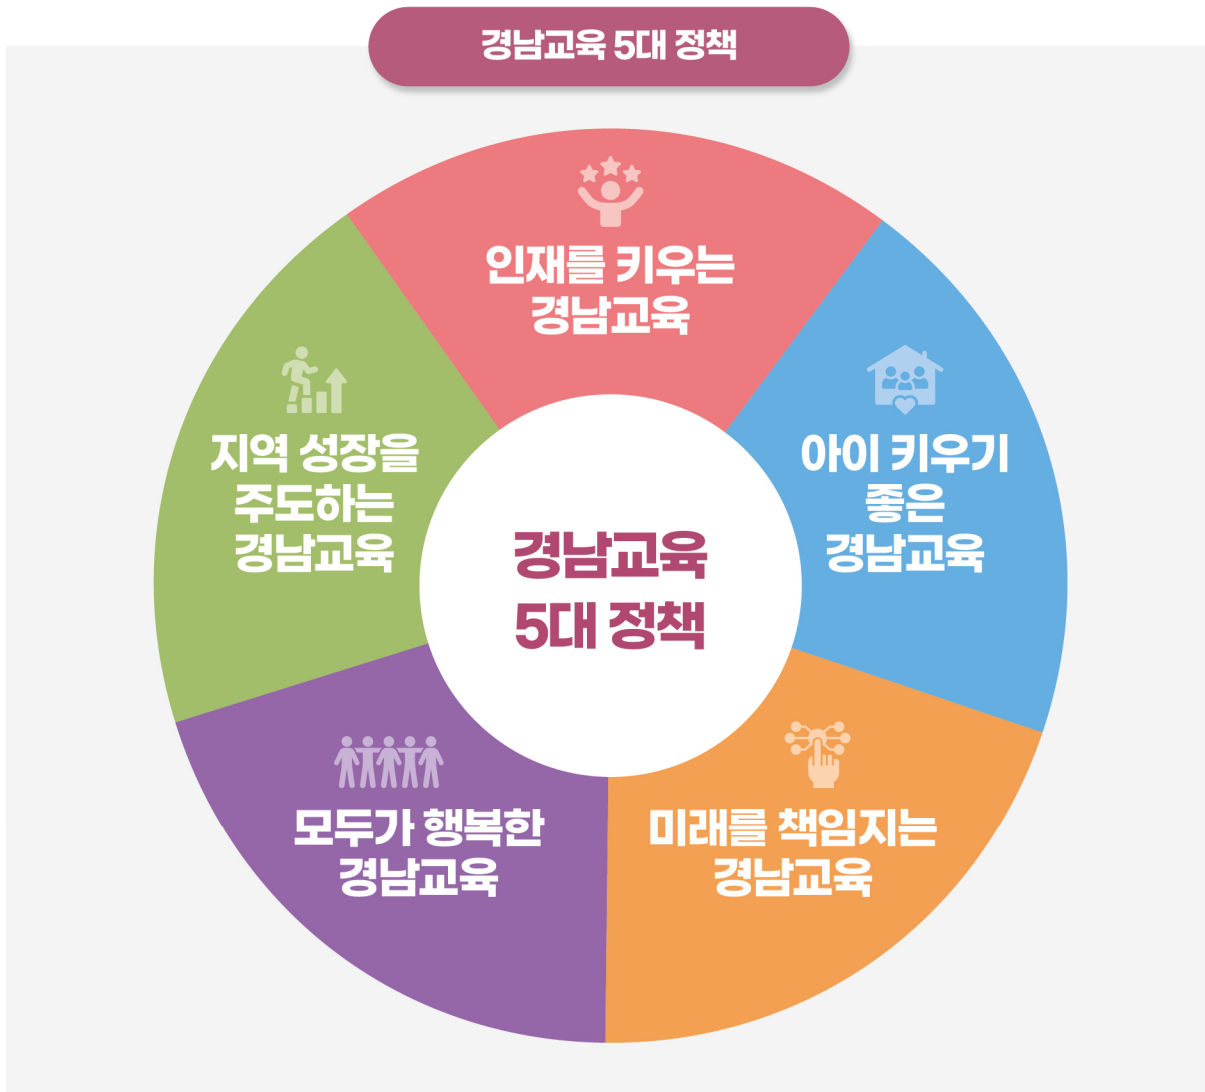 경남교육 5대 정책
인재를 키우는
경남교육
아이 키우기
좋은
경남교육
미래를 책임지는
경남교육
모두가 행복한
경남교육
지역 성장을
주도하는
경남교육
경남교육
5대 정책